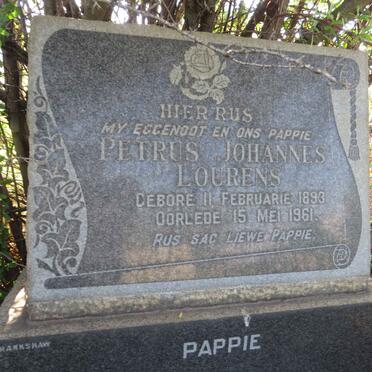 HIER RUS
MY EGGENOOT EN ONS PAPPIE
PETRUS JOHANNES
LOURENS
GEBORE 11 FEBRUARIE 1893
OORLEDE 15 MEI 1961.
RUS SAG LIEWE PAPPIE.
PAPPIE